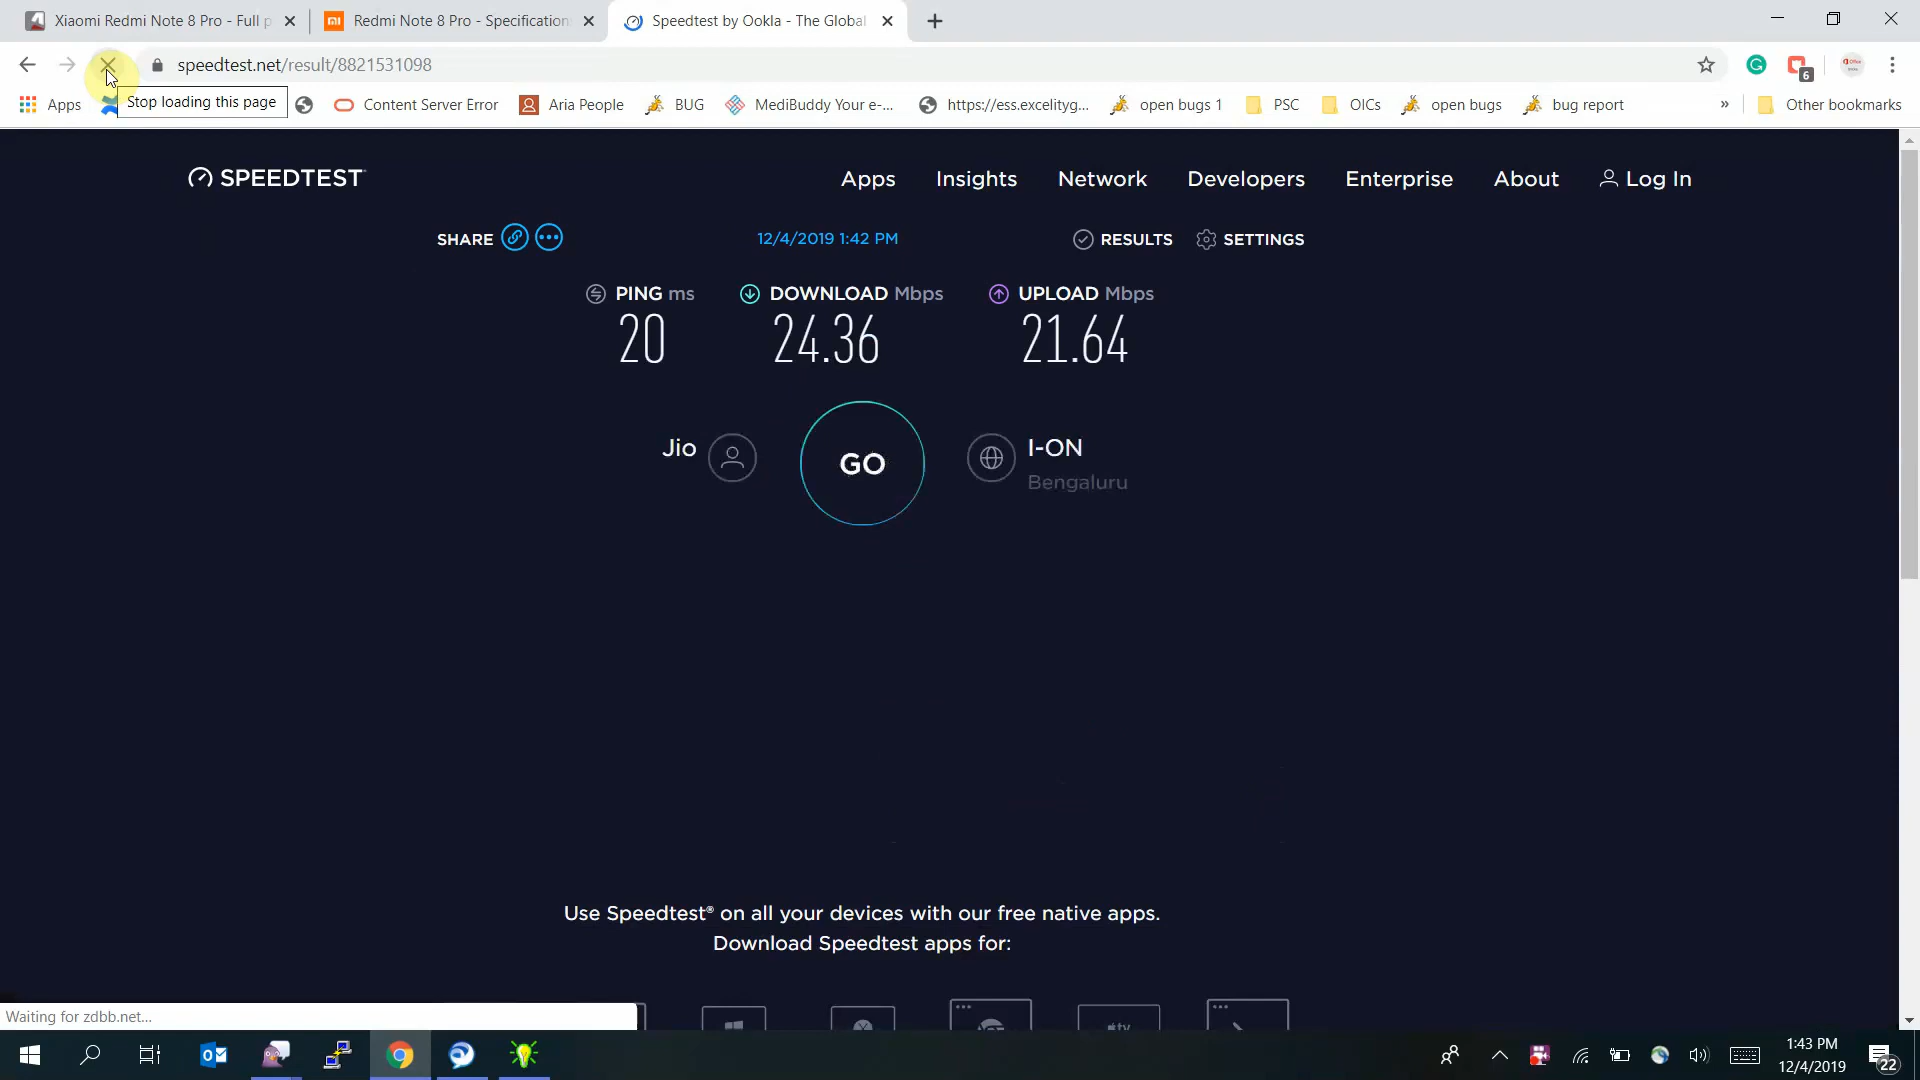 Xiaomi Redmi Note 8 Pro - Full p
Redmi Note 8 Pro - Specification
Speedtest by Ookla - The Global
speedtest.net/result/8821531098
6
Apps
Stop loading this page
Content Server Error
Aria People
BUG
MediBuddy Your e-...
https://ess.excelityg...
open bugs 1
PSC
OICs
open bugs
bug report
»
Other bookmarks
SPEEDTEST
Apps
Insights
Network
Developers
Enterprise
About
Log In
SHARE
12/4/2019 1:42 PM
RESULTS
SETTINGS
PING ms
DOWNLOAD Mbps
UPLOAD Mbps
20
24.36
21.64
Jio
GO
I-ON
Bengaluru
Use Speedtest® on all your devices with our free native apps.
Download Speedtest apps for:
tv
Waiting for zdbb.net...
1:43 PM
12/4/2019
22